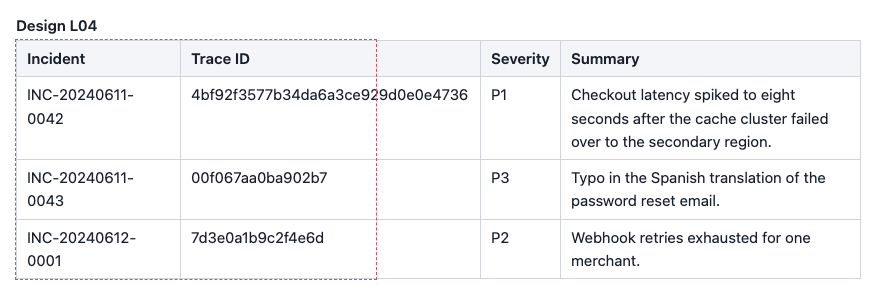 Design L04
Incident Trace ID Severity Summary
INC-20240611- 4bf92f3577b34da6a3ce929d0e0e4736 P1 Checkout latency spiked to eight
0042 seconds after the cache cluster failed
over to the secondary region.
INC-20240611- 00f067aa0ba902b7 P3 Typo in the Spanish translation of the
0043 password reset email.
INC-20240612- 7d3e0a1b9c2f4e6d P2 Webhook retries exhausted for one
0001 merchant.